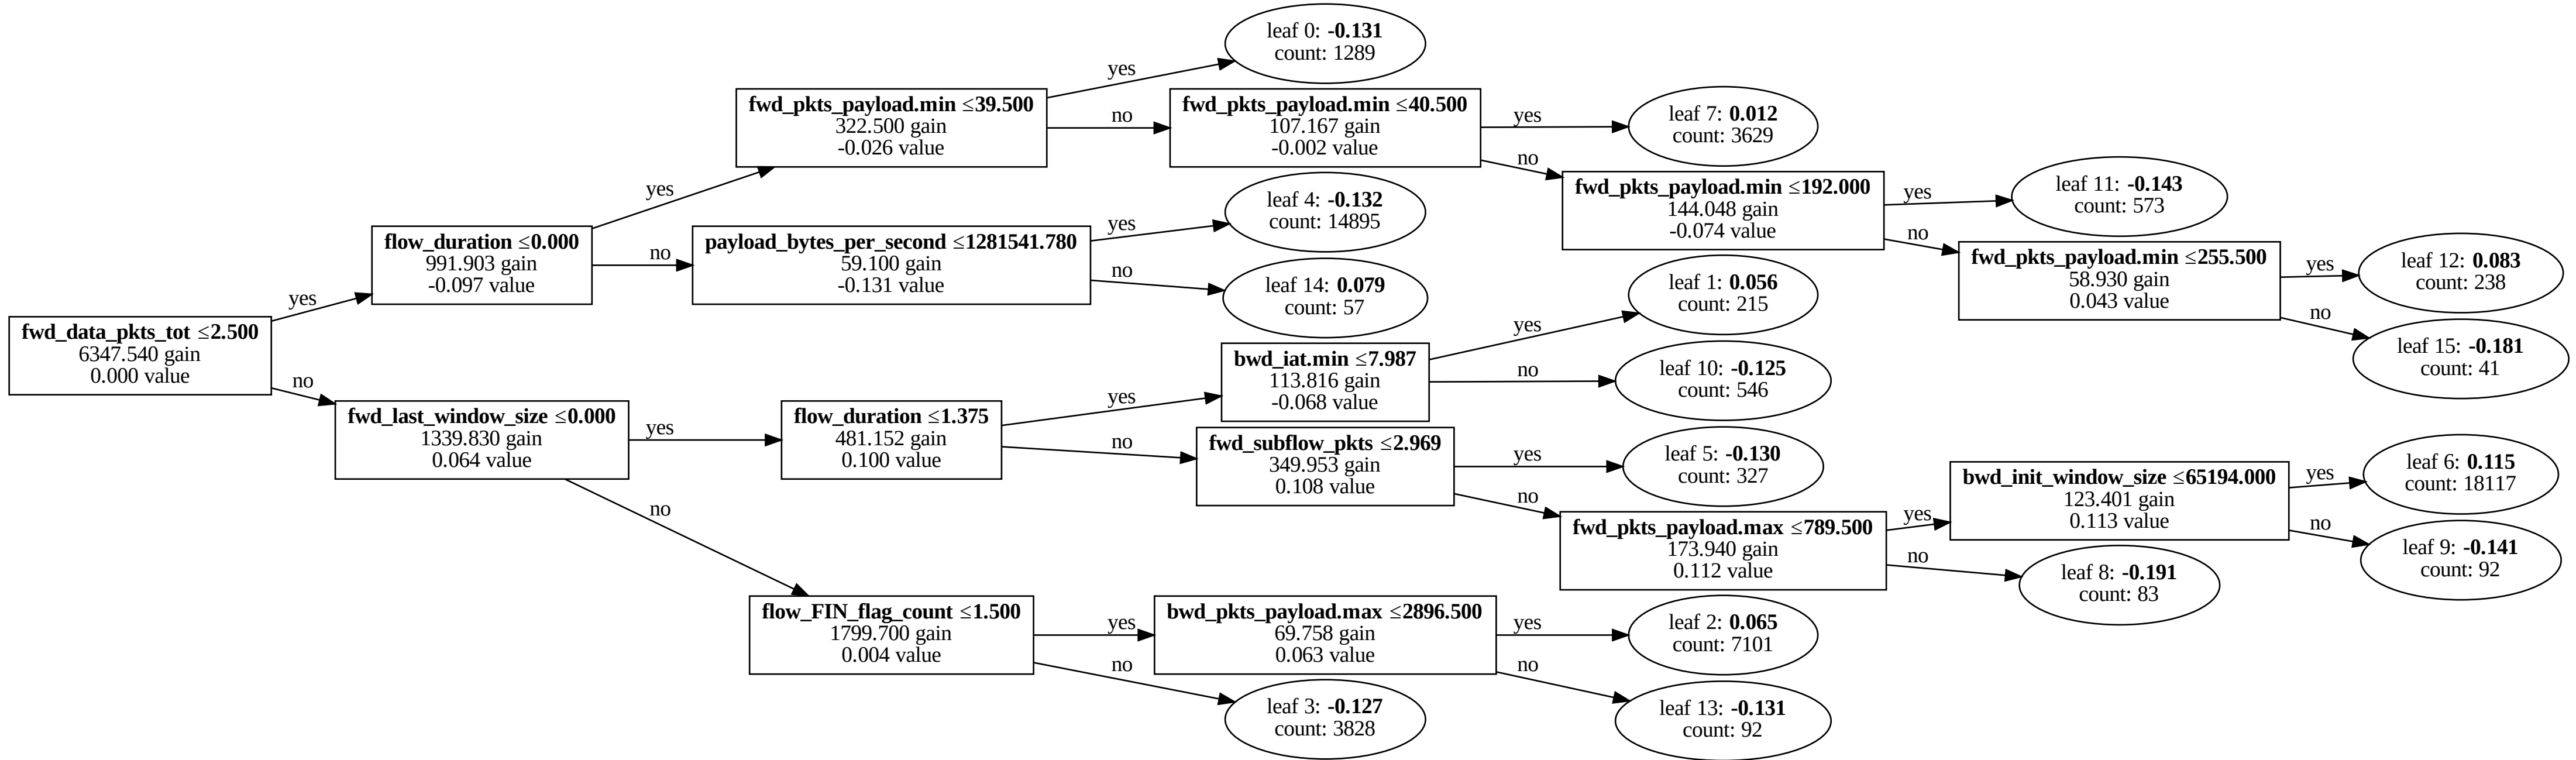 fwd_data_pkts_tot ≤2.500
6347.540 gain
0.000 value
yes
no
flow_duration ≤0.000
991.903 gain
-0.097 value
yes
no
fwd_last_window_size ≤0.000
1339.830 gain
0.064 value
yes
no
fwd_pkts_payload.min ≤39.500
322.500 gain
-0.026 value
yes
no
payload_bytes_per_second ≤1281541.780
59.100 gain
-0.131 value
yes
no
flow_duration ≤1.375
481.152 gain
0.100 value
yes
no
flow_FIN_flag_count ≤1.500
1799.700 gain
0.004 value
yes
no
leaf 0: -0.131
count: 1289
fwd_pkts_payload.min ≤40.500
107.167 gain
-0.002 value
yes
no
leaf 4: -0.132
count: 14895
leaf 14: 0.079
count: 57
bwd_iat.min ≤7.987
113.816 gain
-0.068 value
yes
no
fwd_subflow_pkts ≤2.969
349.953 gain
0.108 value
yes
no
bwd_pkts_payload.max ≤2896.500
69.758 gain
0.063 value
yes
no
leaf 3: -0.127
count: 3828
leaf 7: 0.012
count: 3629
fwd_pkts_payload.min ≤192.000
144.048 gain
-0.074 value
yes
no
leaf 1: 0.056
count: 215
leaf 10: -0.125
count: 546
leaf 5: -0.130
count: 327
fwd_pkts_payload.max ≤789.500
173.940 gain
0.112 value
yes
no
leaf 2: 0.065
count: 7101
leaf 13: -0.131
count: 92
leaf 11: -0.143
count: 573
fwd_pkts_payload.min ≤255.500
58.930 gain
0.043 value
yes
no
bwd_init_window_size ≤65194.000
123.401 gain
0.113 value
yes
no
leaf 8: -0.191
count: 83
leaf 12: 0.083
count: 238
leaf 15: -0.181
count: 41
leaf 6: 0.115
count: 18117
leaf 9: -0.141
count: 92